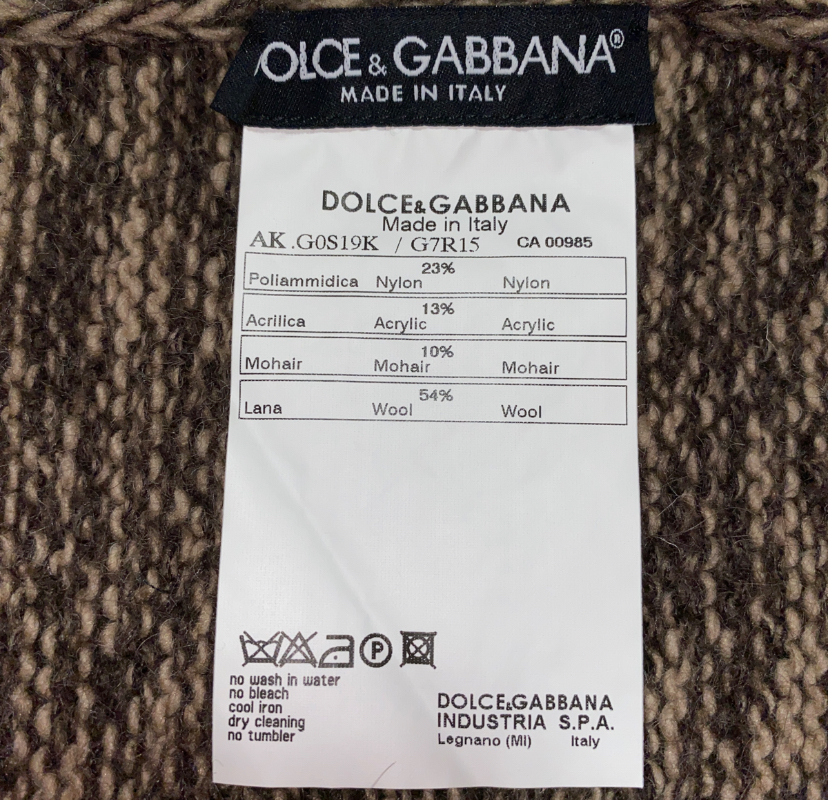 DOLCE & GABBANA®
MADE IN ITALY
DOLCE&GABBANA
Made in Italy
AK .G0S19K / G7R15 CA 00985
23%
Poliammidica Nylon Nylon
13%
Acrilica Acrylic Acrylic
10%
Mohair Mohair Mohair
54%
Lana Wool Wool
P
no wash in water
no bleach
cool iron
dry cleaning
no tumbler
DOLCE&GABBANA
INDUSTRIA S.P.A.
Legnano (MI) Italy